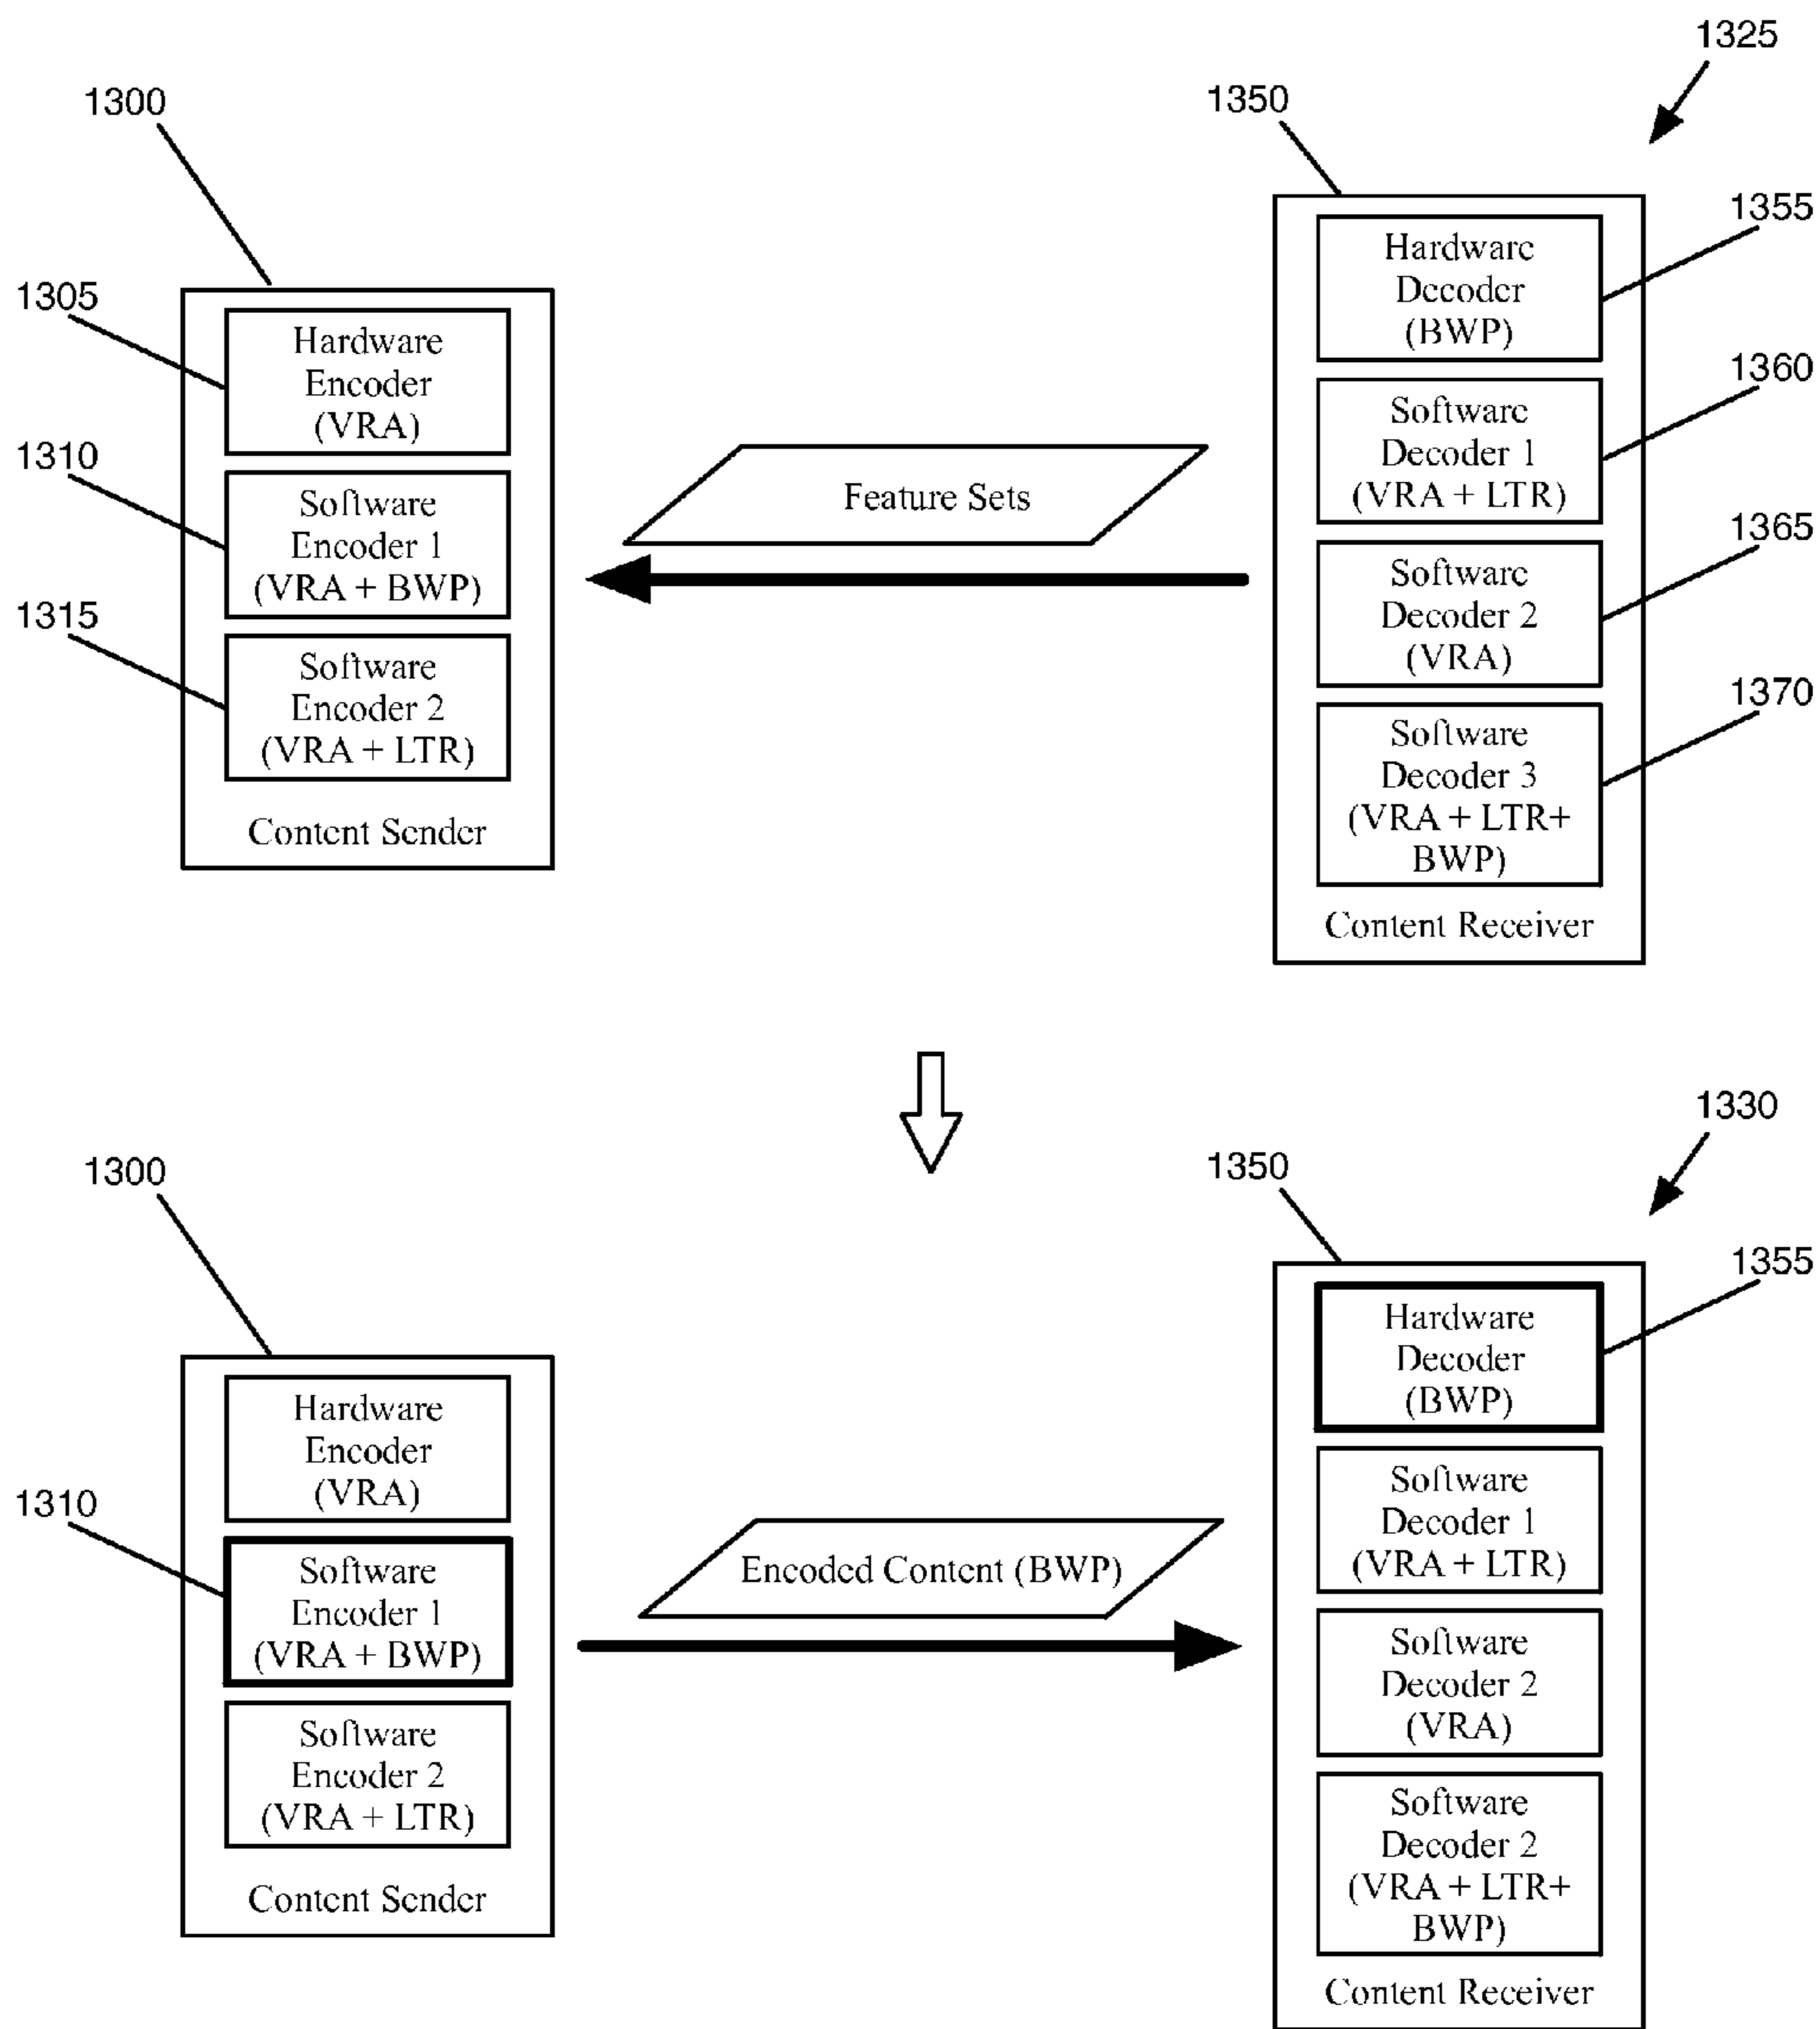 1325
1300
1350
1355
Hardware
Decoder
(BWP)
1305
Hardware
Encoder
(VRA)
1360
Software
Decoder 1
(VRA + LTR)
1310
Software
Encoder 1
(VRA + BWP)
Feature Sets
1365
Software
Decoder 2
(VRA)
1315
Software
Encoder 2
(VRA + LTR)
1370
Software
Decoder 3
(VRA + LTR+
BWP)
Content Sender
Content Receiver
1330
1300
1350
1355
Hardware
Decoder
(BWP)
Hardware
Encoder
(VRA)
1310
Software
Encoder 1
(VRA + BWP)
Encoded Content (BWP)
Software
Decoder 1
(VRA + LTR)
Software
Decoder 2
(VRA)
Software
Encoder 2
(VRA + LTR)
Software
Decoder 2
(VRA + LTR+
BWP)
Content Sender
Content Receiver